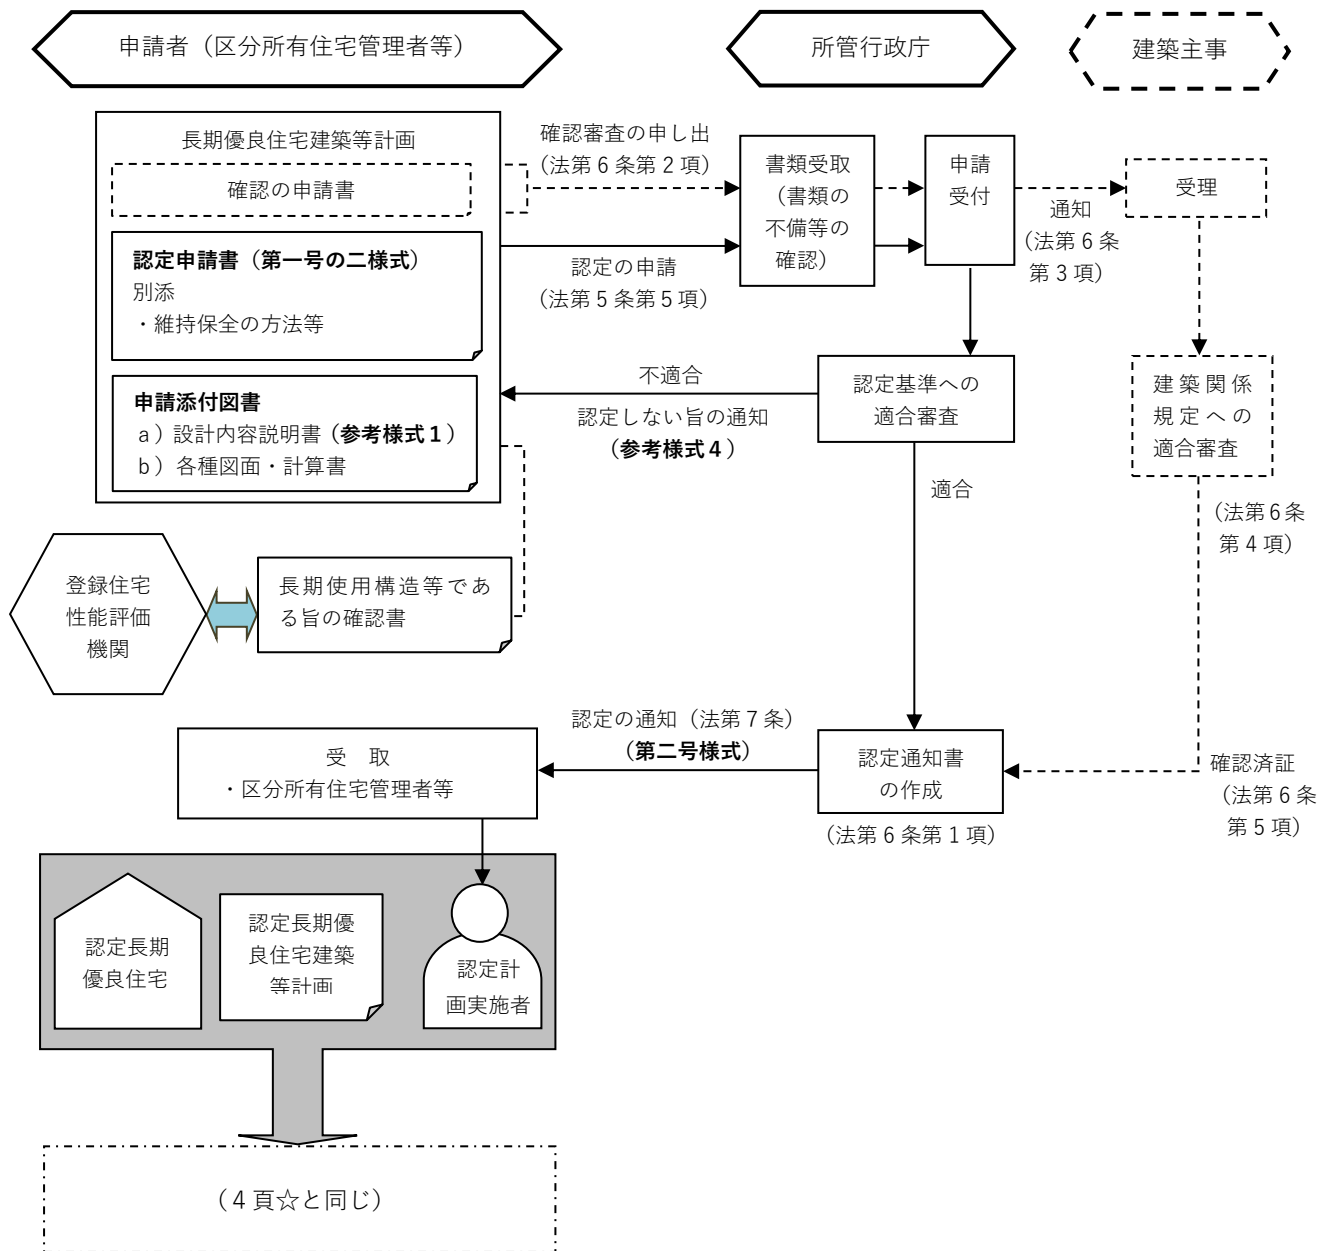 申請者（区分所有住宅管理者等）
所管行政庁
建築主事
長期優良住宅建築等計画
確認の申請書
認定申請書（第一号の二様式）
別添
・維持保全の方法等
申請添付図書
a）設計内容説明書（参考様式１）
b）各種図面・計算書
確認審査の申し出
（法第６条第２項）
認定の申請
（法第５条第５項）
書類受取
（書類の
不備等の
確認）
申請
受付
通知
（法第６条
第３項）
受理
不適合
認定しない旨の通知
（参考様式４）
認定基準への
適合審査
建築関係
規定への
適合審査
適合
（法第６条
第４項）
登録住宅
性能評価
機関
長期使用構造等であ
る旨の確認書
認定の通知（法第７条）
（第二号様式）
受　取
・区分所有住宅管理者等
認定通知書
の作成
（法第６条第１項）
確認済証
（法第６条
第５項）
認定長期
優良住宅
認定長期優
良住宅建築
等計画
認定計
画実施者
（４頁☆と同じ）